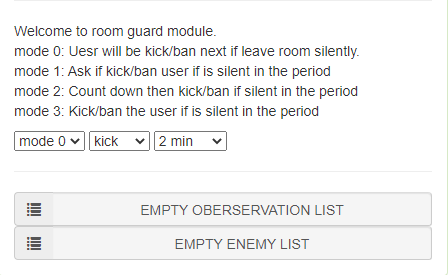 Welcome to room guard module.
mode 0: Uesr will be kick/ban next if leave room silently.
mode 1: Ask if kick/ban user if is silent in the period
mode 2: Count down then kick/ban if silent in the period
mode 3: Kick/ban the user if is silent in the period
mode 0 kick 2 min
EMPTY OBERSERVATION LIST
EMPTY ENEMY LIST